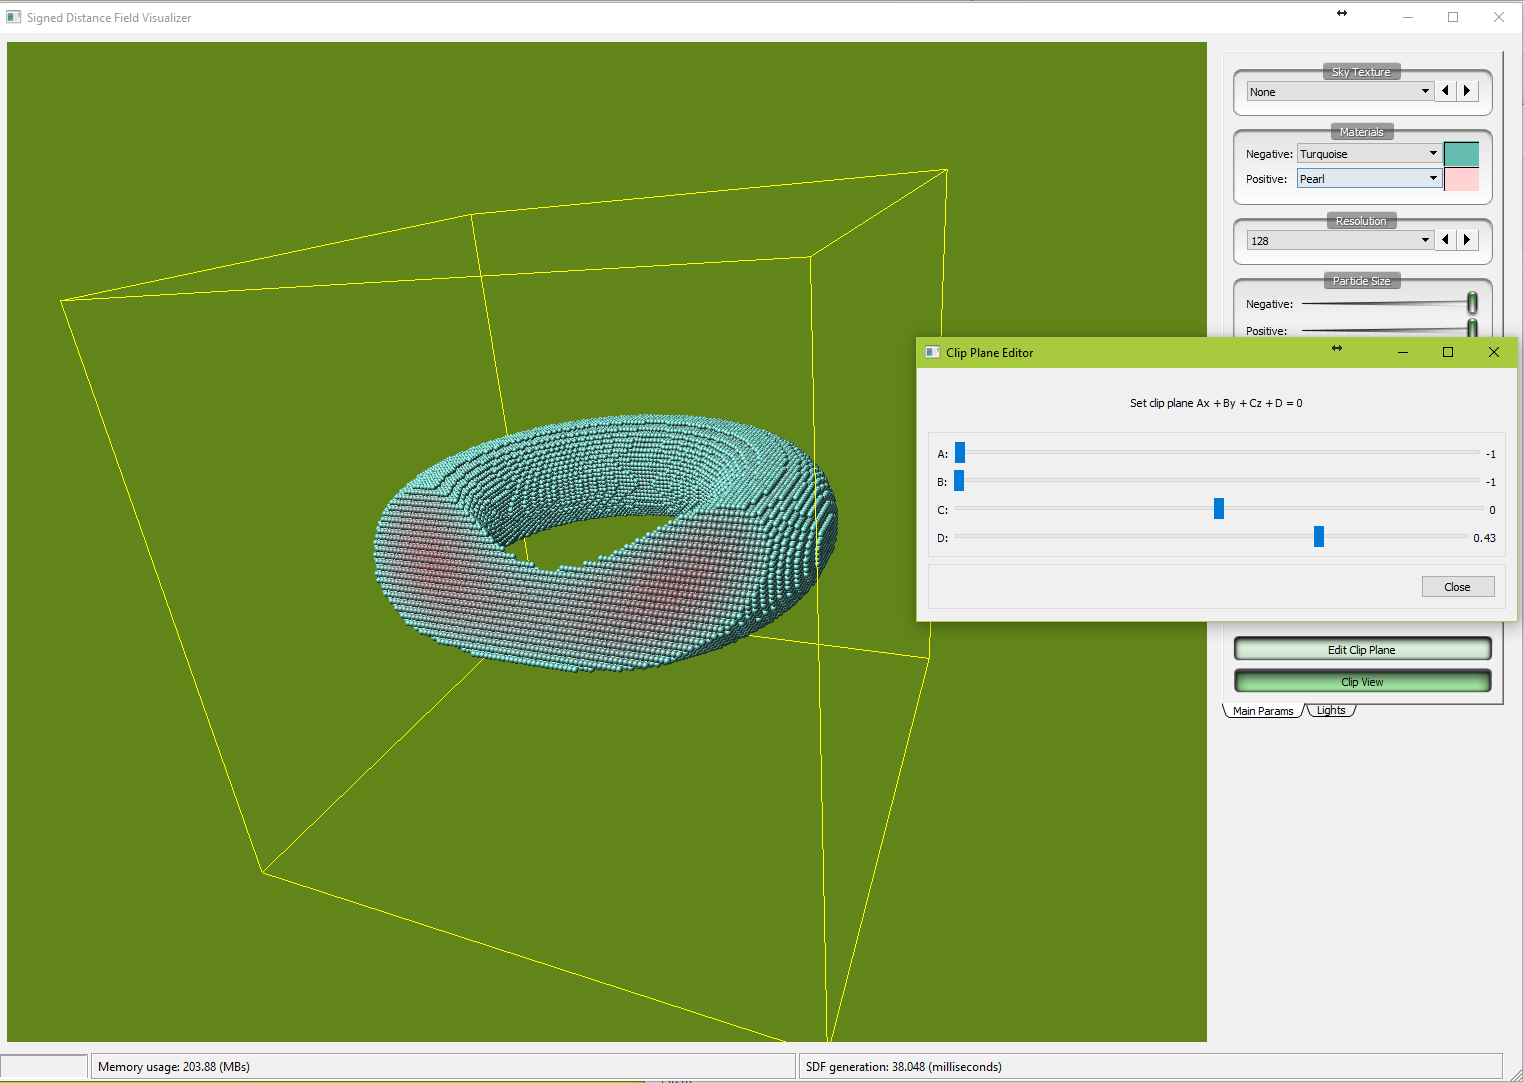 Signed Distance Field Visualizer
Sky Texture
None
Materials
Negative: Turquoise
Positive: Pearl
Resolution
128
Particle Size
Negative:
Positive:
Clip Plane Editor
Set clip plane Ax + By + Cz + D = 0
A: -1
B: -1
C: 0
D: 0.43
Close
Edit Clip Plane
Clip View
Main Params Lights
Memory usage: 203.88 (MBs) SDF generation: 38.048 (milliseconds)